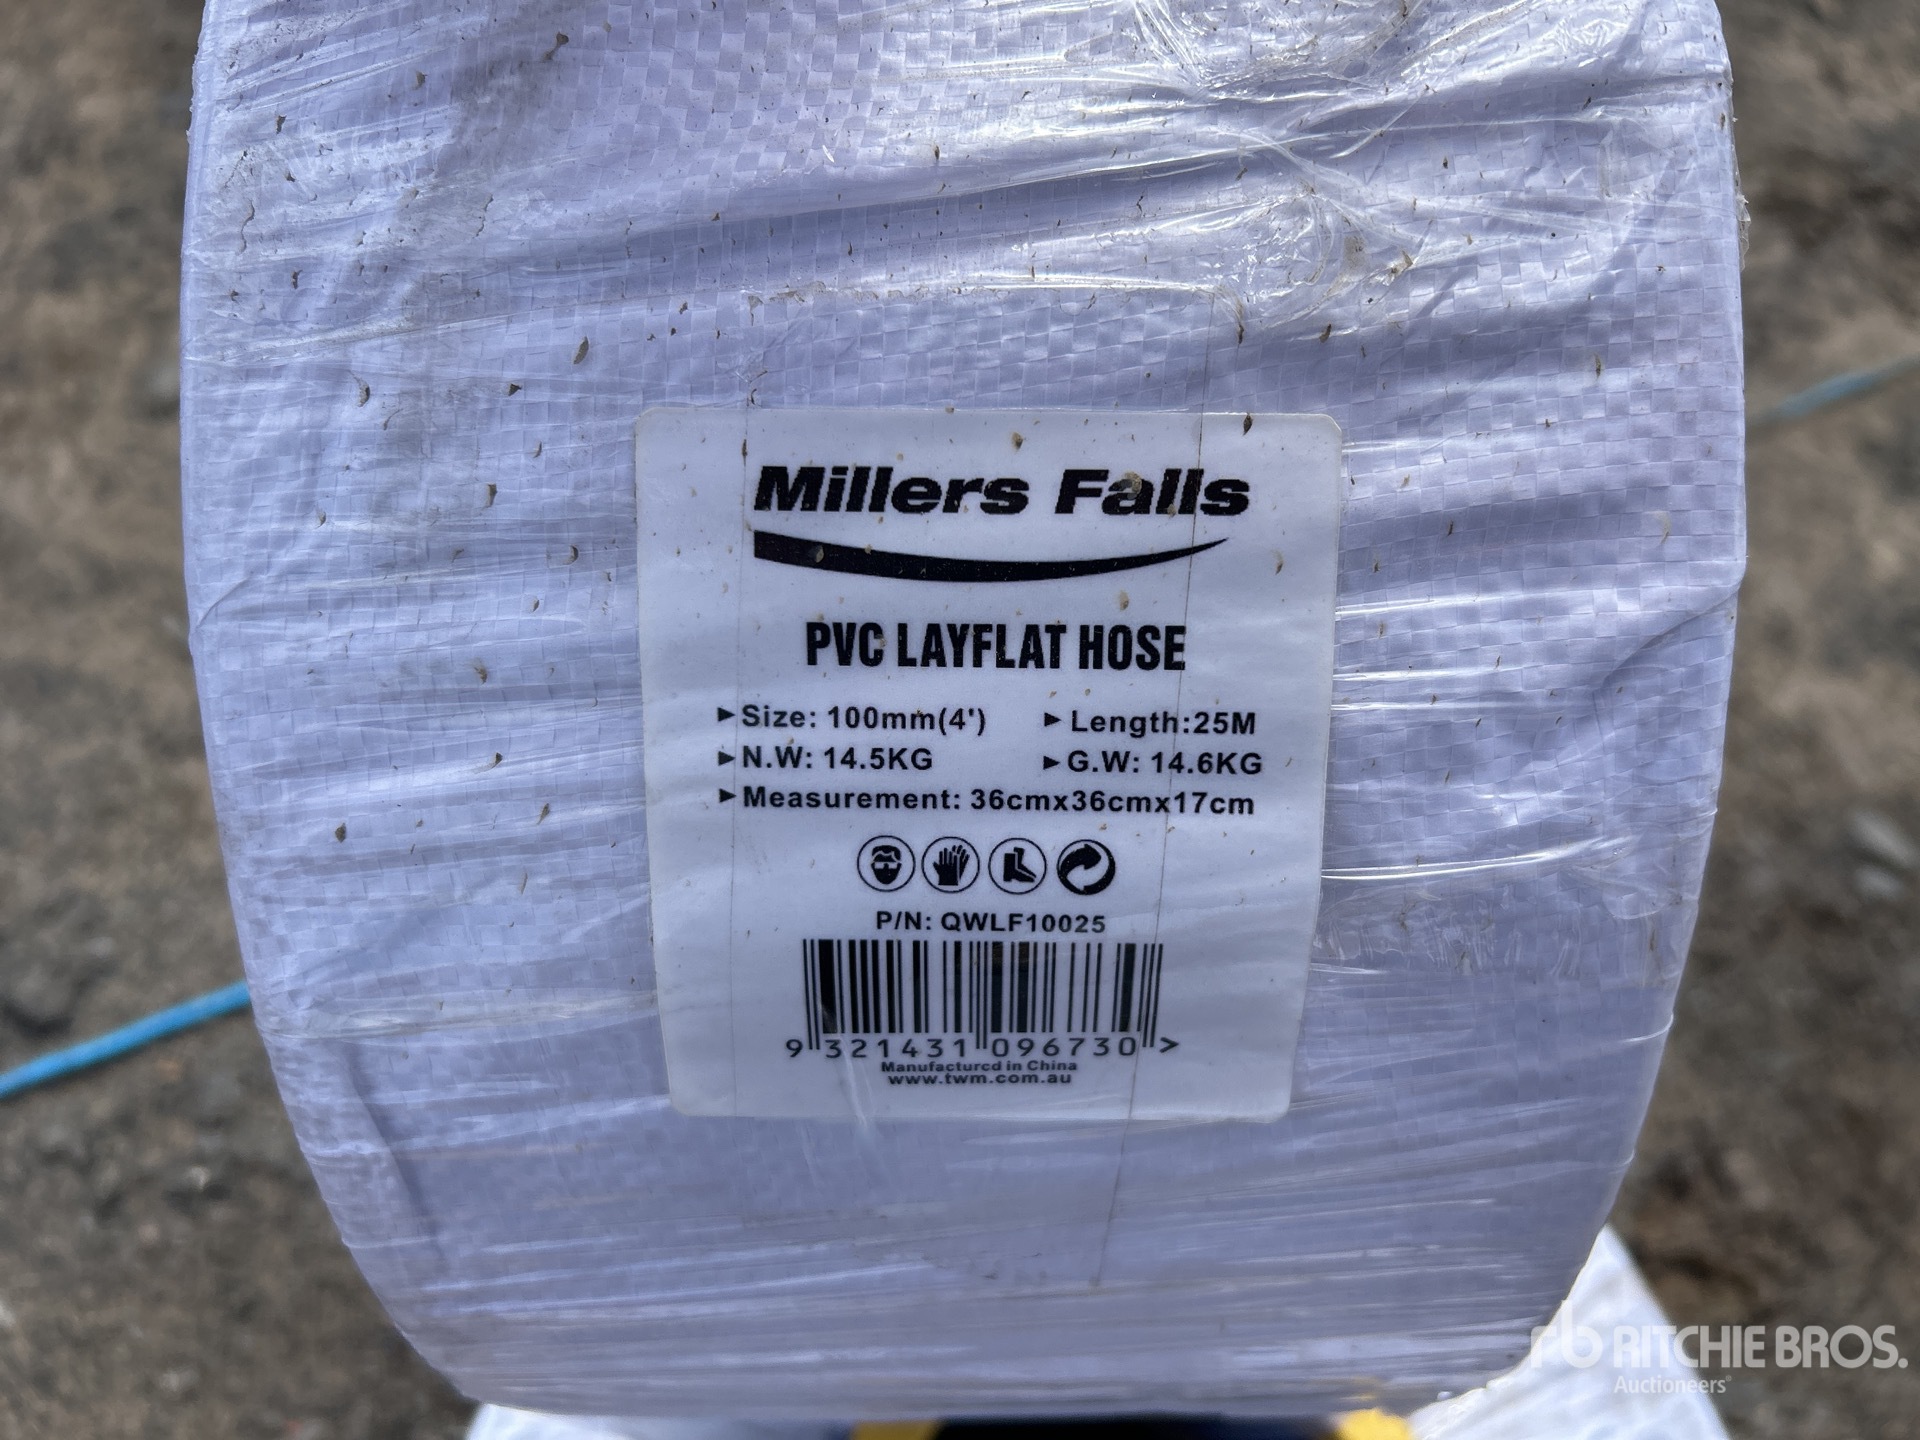 Millers Falls
PVC LAYFLAT HOSE
►Size: 100mm(4') ►Length:25M
►N.W: 14.5KG ►G.W: 14.6KG
►Measurement: 36cmx36cmx17cm
P/N: QWLF10025
9 321431 096730 >
Manufactured in China
www.twm.com.au
rb RITCHIE BROS.
Auctioneers®